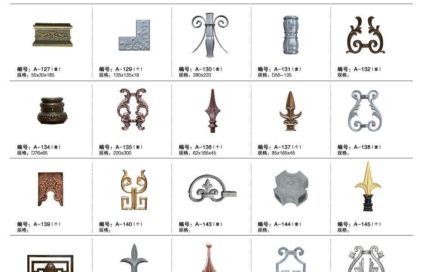 编号：A-127（套）
规格：55x30x185
编号：A-129（个）
规格：135x135x19
编号：A-130（套）
规格：280x220
编号：A-131（套）
规格：D55-135
编号：A-132（套）
规格：
编号：A-134（套）
规格：D76x65
编号：A-135（套）
规格：220x300
编号：A-136（个）
规格：62x165x45
编号：A-137（个）
规格：85x165x45
编号：A-138（套）
规格：
编号：A-139（个）
规格：
编号：A-140（个）
规格：
编号：A-143（套）
规格：
编号：A-144（套）
规格：
编号：A-145（个）
规格：